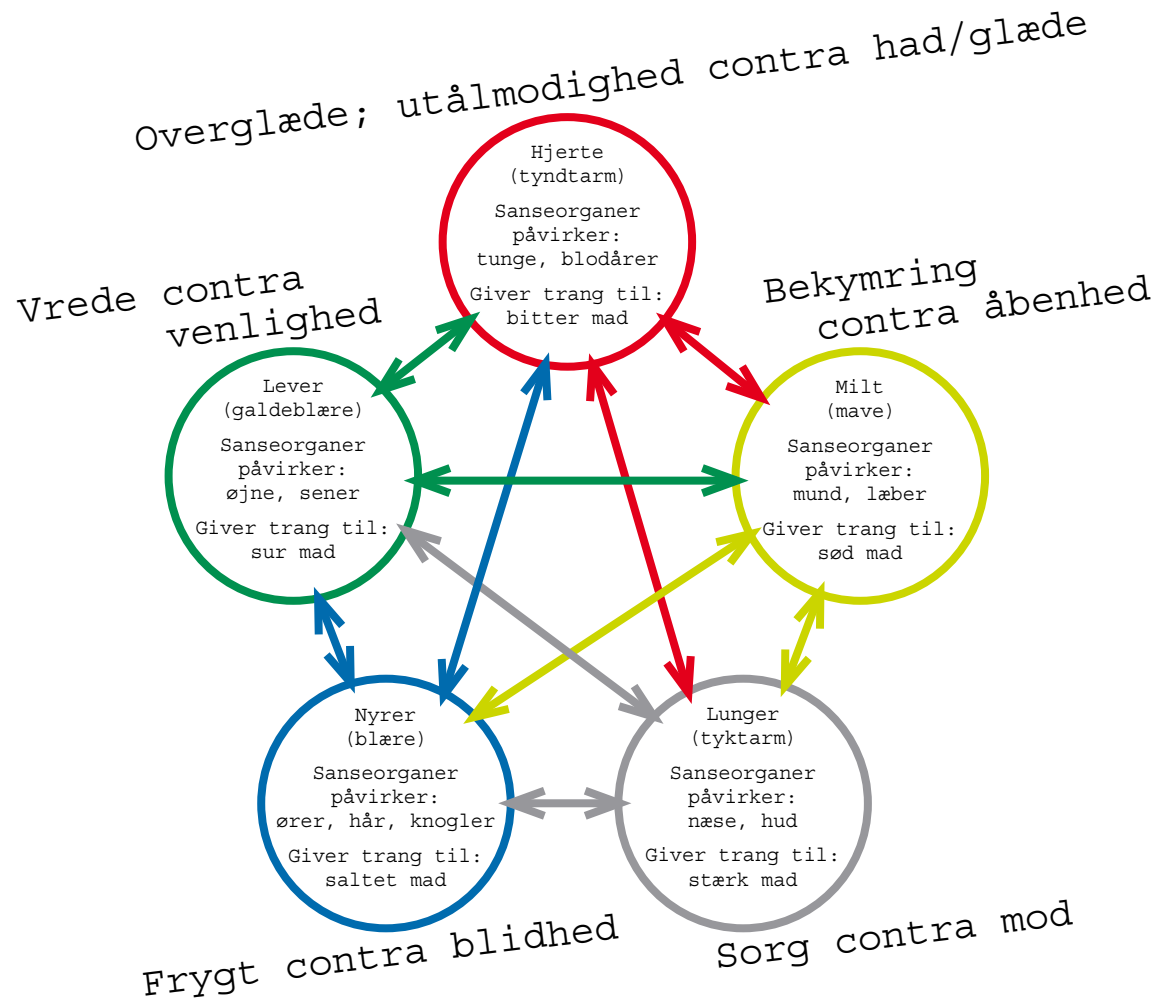 Overglæde; utålmodighed contra had/glæde
Hjerte
(tyndtarm)
Sanseorganer
påvirker:
tunge, blodårer
Giver trang til:
bitter mad
Vrede contra
venlighed
Lever
(galdeblære)
Sanseorganer
påvirker:
øjne, sener
Giver trang til:
sur mad
Bekymring
contra åbenhed
Milt
(mave)
Sanseorganer
påvirker:
mund, læber
Giver trang til:
sød mad
Nyrer
(blære)
Sanseorganer
påvirker:
ører, hår, knogler
Giver trang til:
saltet mad
Frygt contra blidhed
Lunger
(tyktarm)
Sanseorganer
påvirker:
næse, hud
Giver trang til:
stærk mad
Sorg contra mod